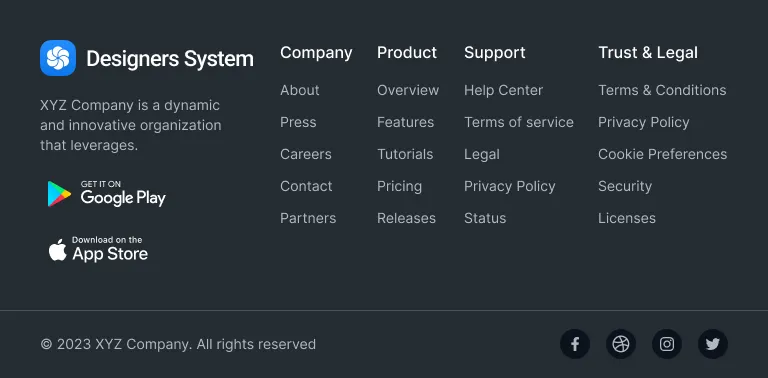 Designers System
XYZ Company is a dynamic
and innovative organization
that leverages.
GET IT ON
Google Play
Download on the
App Store
Company
About
Press
Careers
Contact
Partners
Product
Overview
Features
Tutorials
Pricing
Releases
Support
Help Center
Terms of service
Legal
Privacy Policy
Status
Trust & Legal
Terms & Conditions
Privacy Policy
Cookie Preferences
Security
Licenses
© 2023 XYZ Company. All rights reserved